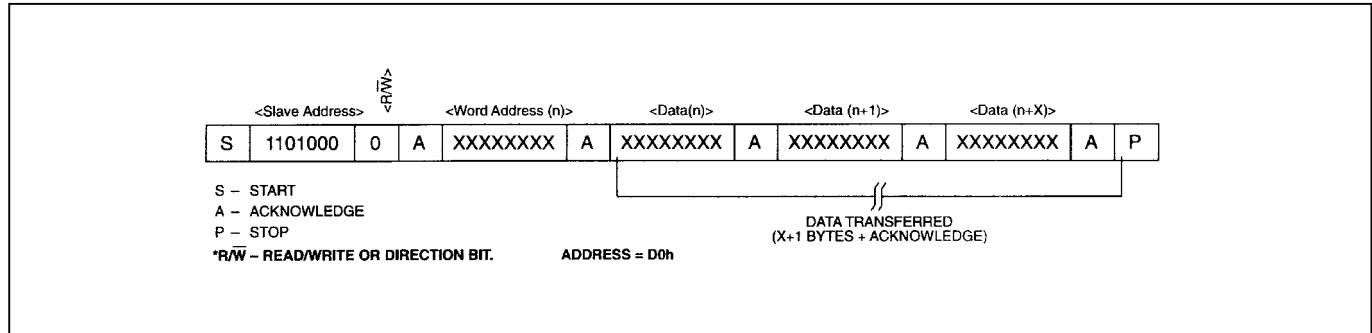 <R/W̅>
<Slave Address> <Word Address (n)> <Data(n)> <Data (n+1)> <Data (n+X)>
S 1101000 0 A XXXXXXXX A XXXXXXXX A XXXXXXXX A XXXXXXXX A P
S – START
A – ACKNOWLEDGE
P – STOP
*R/W̅ – READ/WRITE OR DIRECTION BIT. ADDRESS = D0h
DATA TRANSFERRED
(X+1 BYTES + ACKNOWLEDGE)